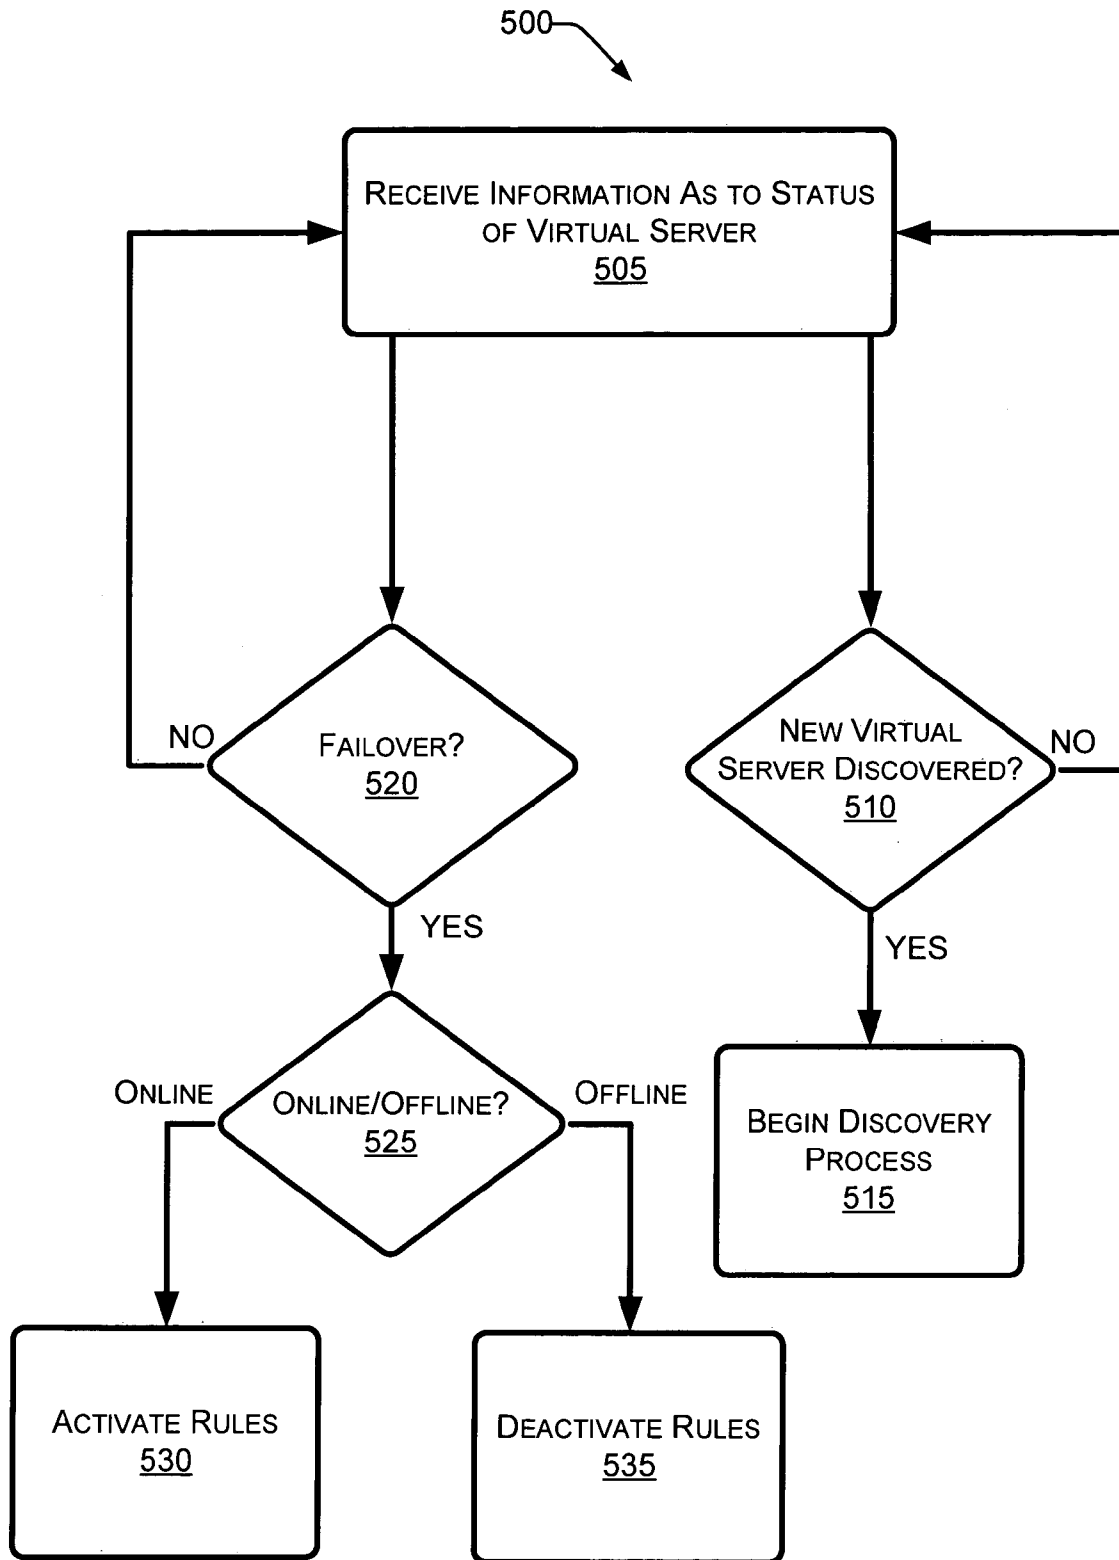 500
RECEIVE INFORMATION AS TO STATUS
OF VIRTUAL SERVER
505
NO
FAILOVER?
520
NEW VIRTUAL
SERVER DISCOVERED?
510
NO
YES
YES
ONLINE
ONLINE/OFFLINE?
525
OFFLINE
BEGIN DISCOVERY
PROCESS
515
ACTIVATE RULES
530
DEACTIVATE RULES
535